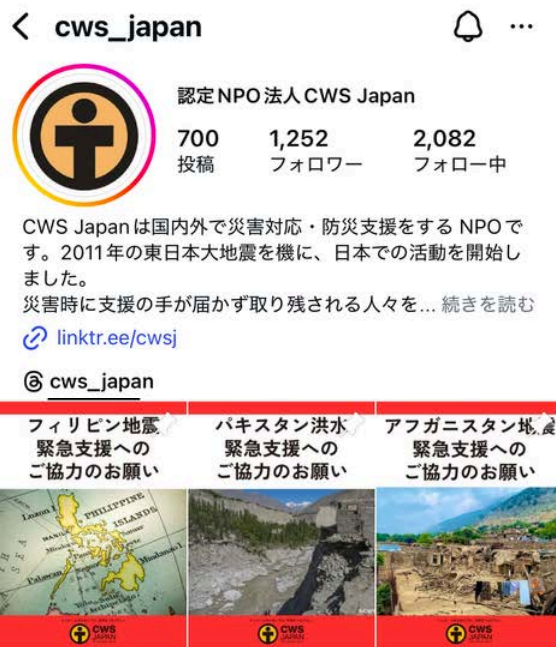 cws_japan
認定NPO法人CWS Japan
700
1,252
2,082
投稿
フォロワー
フォロー中
CWS Japanは国内外で災害対応・防災支援をする NPOで
す。2011年の東日本大地震を機に、日本での活動を開始し
ました。
災害時に支援の手が届かず取り残される人々を... 続きを読む
linktr.ee/cwsj
cws_japan
フィリピン地震
緊急支援への
ご協力のお願い
パキスタン洪水
緊急支援への
ご協力のお願い
アフガニスタン地震
緊急支援への
ご協力のお願い
Luzon I
PHILIPPINE
ISLANDS
MANILA
Mindanao I
Palawan
CWS
JAPAN
CWS
JAPAN
CWS
JAPAN